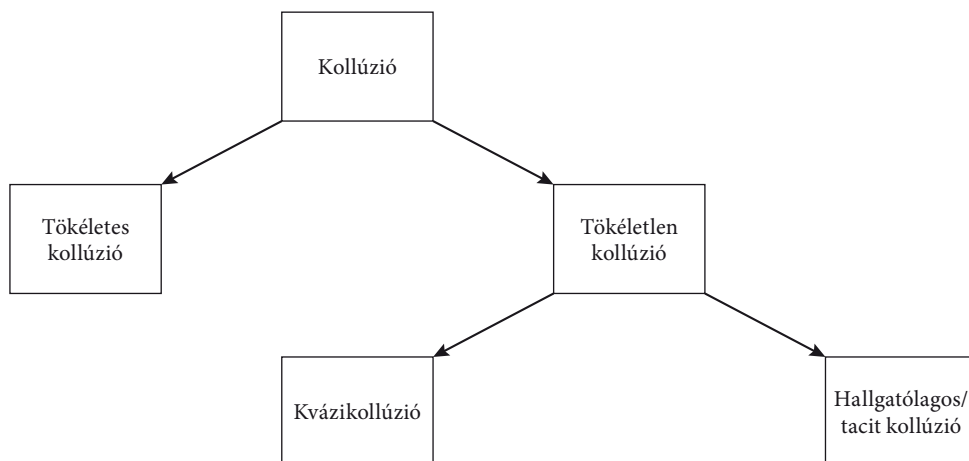 Kollúzió
Tökéletes
kollúzió
Tökéletlen
kollúzió
Kvázikollúzió
Hallgatólagos/
tacit kollúzió